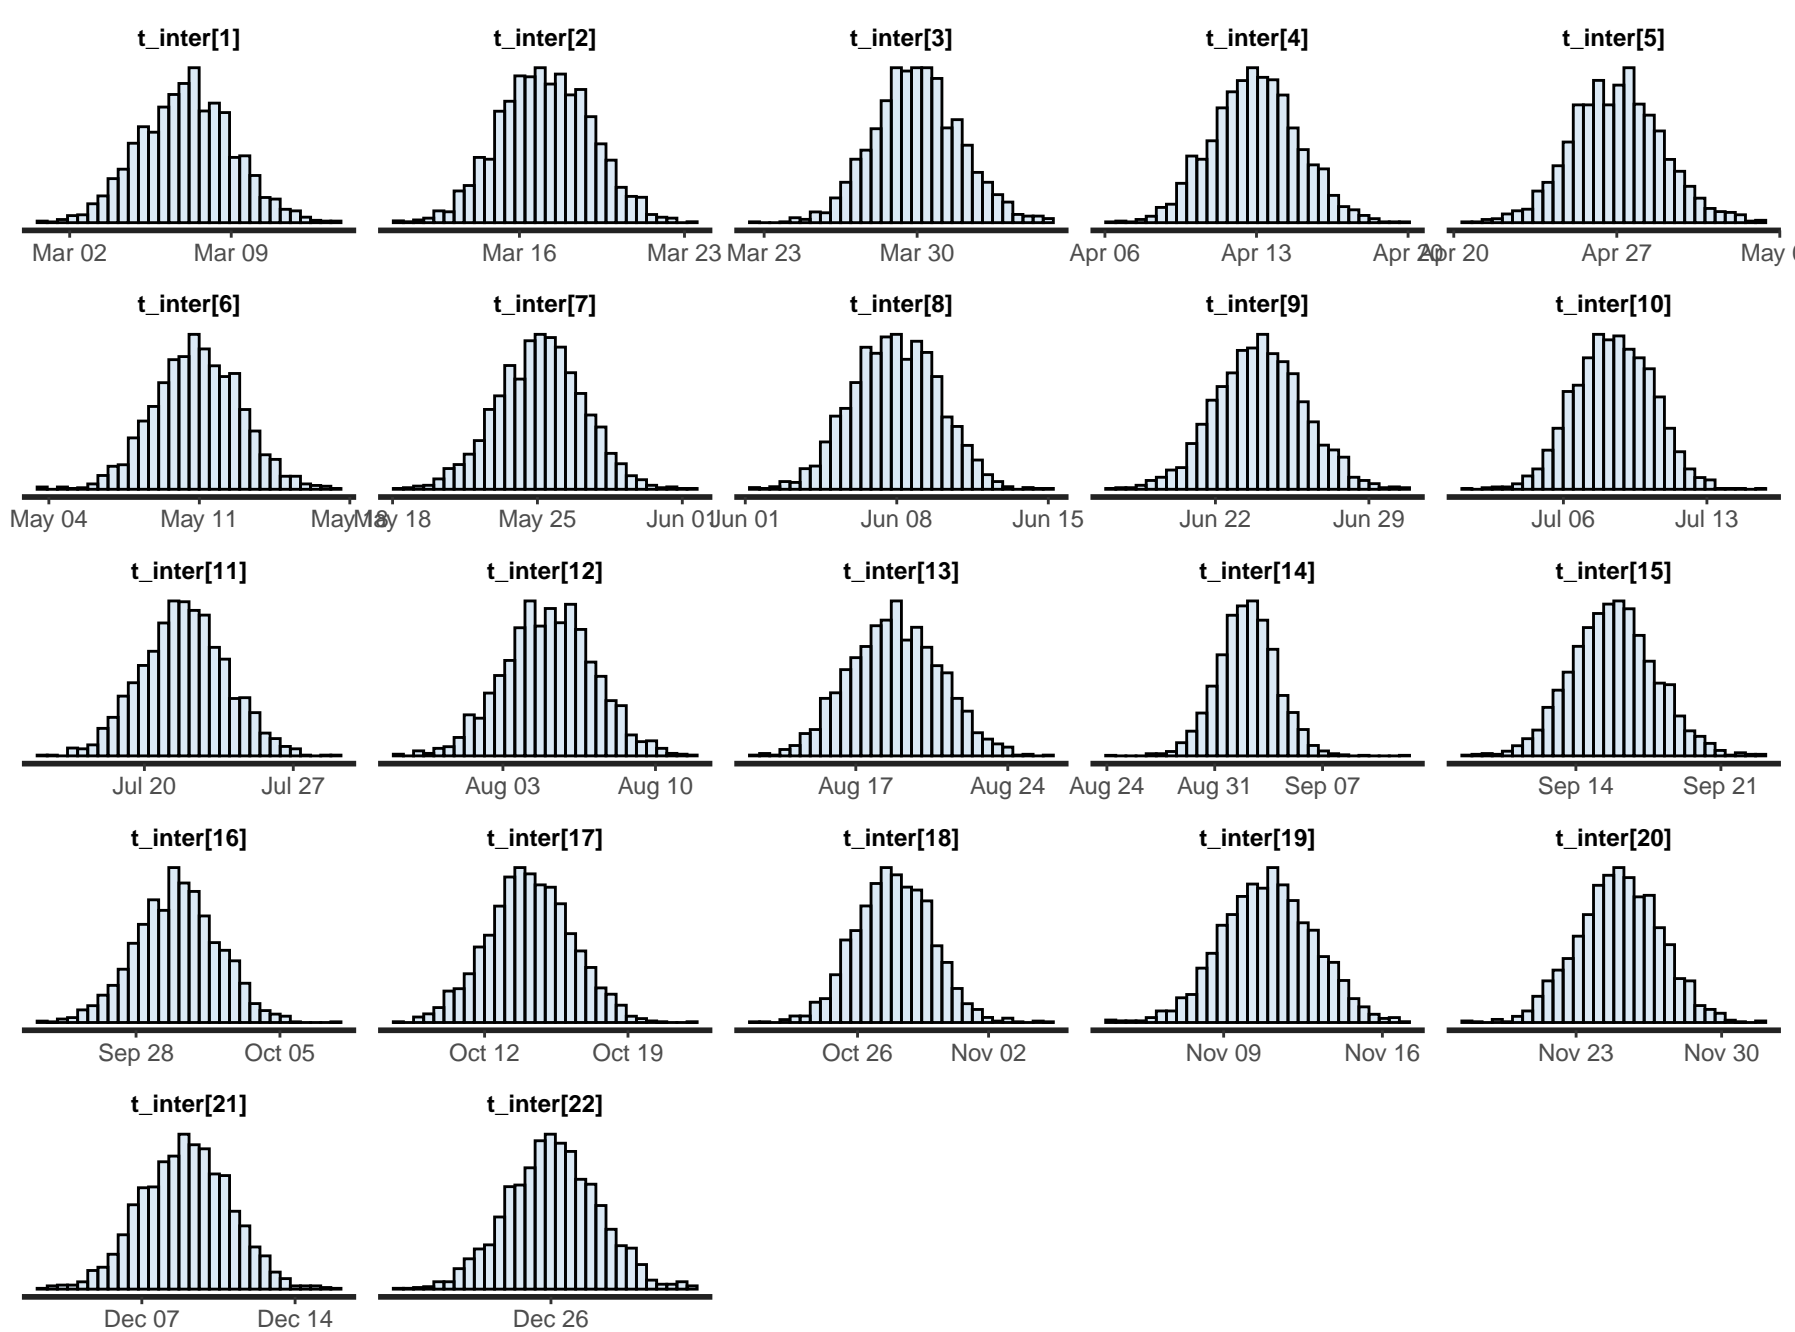 t_inter[1] t_inter[2] t_inter[3] t_inter[4] t_inter[5]
Mar 02 Mar 09 Mar 16 Mar 23 Mar 23 Mar 30 Apr 06 Apr 13 Apr 20 Apr 20 Apr 27 May
t_inter[6] t_inter[7] t_inter[8] t_inter[9] t_inter[10]
May 04 May 11 May 18 May 18 May 25 Jun 01 Jun 01 Jun 08 Jun 15 Jun 22 Jun 29 Jul 06 Jul 13
t_inter[11] t_inter[12] t_inter[13] t_inter[14] t_inter[15]
Jul 20 Jul 27 Aug 03 Aug 10 Aug 17 Aug 24 Aug 24 Aug 31 Sep 07 Sep 14 Sep 21
t_inter[16] t_inter[17] t_inter[18] t_inter[19] t_inter[20]
Sep 28 Oct 05 Oct 12 Oct 19 Oct 26 Nov 02 Nov 09 Nov 16 Nov 23 Nov 30
t_inter[21] t_inter[22]
Dec 07 Dec 14 Dec 26